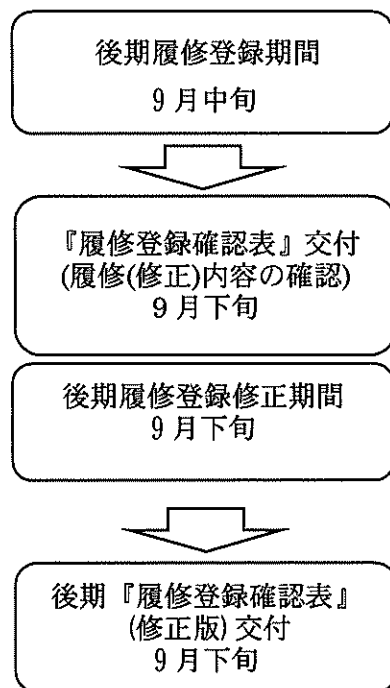 後期履修登録期間
9月中旬
『履修登録確認表』交付
(履修(修正)内容の確認)
9月下旬
後期履修登録修正期間
9月下旬
後期『履修登録確認表』
(修正版)交付
9月下旬